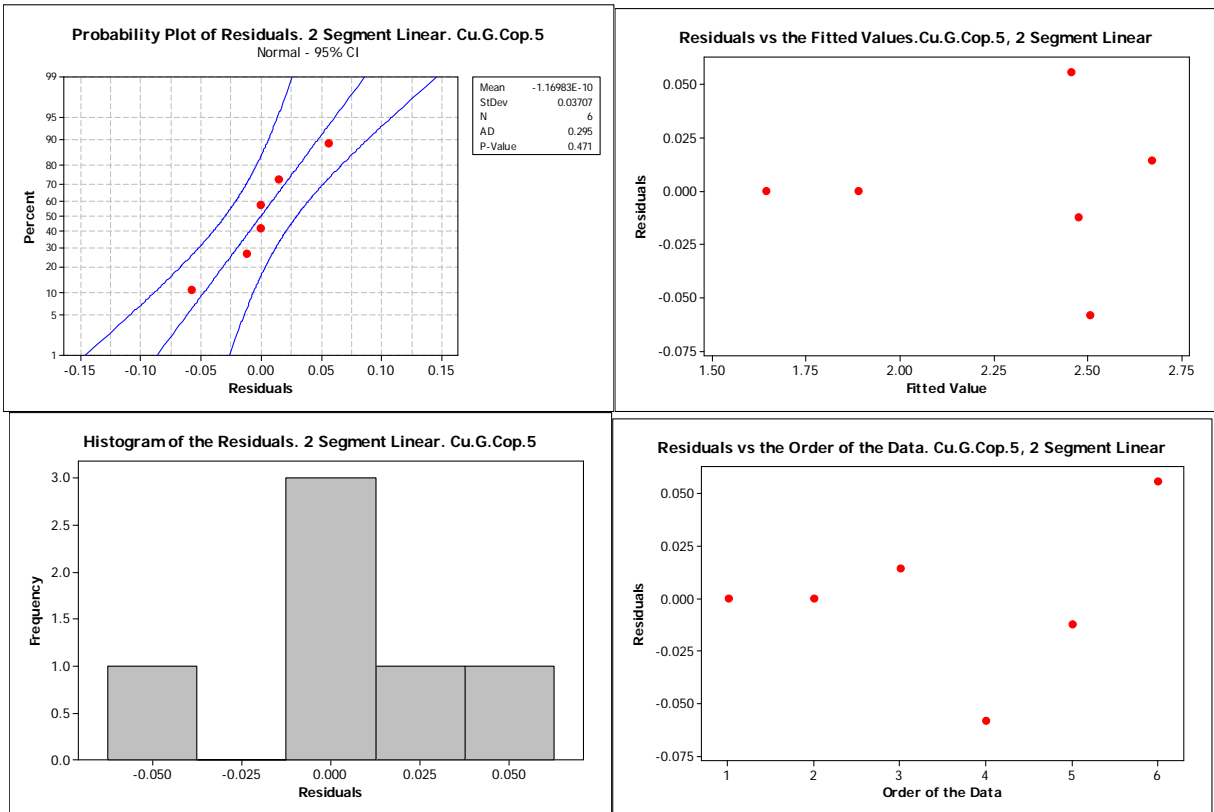 Probability Plot of Residuals. 2 Segment Linear. Cu.G.Cop.5
Normal - 95% CI
99
95
90
80
70
60
50
40
30
20
10
5
1
Percent
-0.15 -0.10 -0.05 0.00 0.05 0.10 0.15
Residuals
Mean -1.16983E-10
StDev 0.03707
N 6
AD 0.295
P-Value 0.471
Residuals vs the Fitted Values.Cu.G.Cop.5, 2 Segment Linear
0.050
0.025
0.000
-0.025
-0.050
-0.075
Residuals
1.50 1.75 2.00 2.25 2.50 2.75
Fitted Value
Histogram of the Residuals. 2 Segment Linear. Cu.G.Cop.5
3.0
2.5
2.0
1.5
1.0
0.5
0.0
Frequency
-0.050 -0.025 0.000 0.025 0.050
Residuals
Residuals vs the Order of the Data. Cu.G.Cop.5, 2 Segment Linear
0.050
0.025
0.000
-0.025
-0.050
-0.075
Residuals
1 2 3 4 5 6
Order of the Data